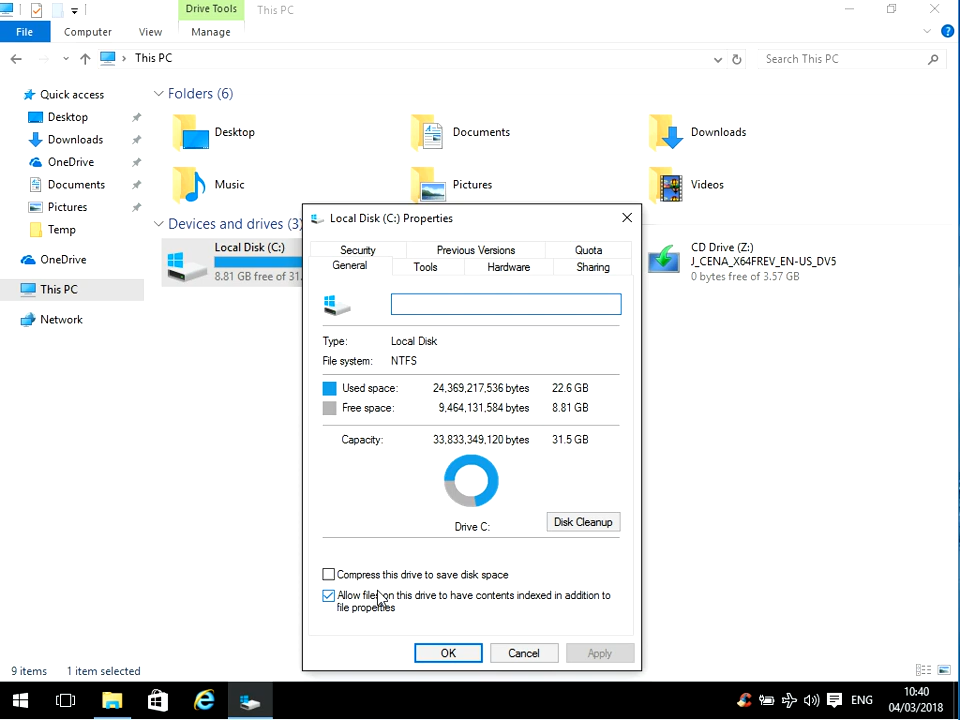 Drive Tools
This PC
File
Computer
View
Manage
This PC
Search This PC
Quick access
Desktop
Downloads
OneDrive
Documents
Pictures
Temp
OneDrive
This PC
Network
Folders (6)
Desktop
Documents
Downloads
Music
Pictures
Videos
Devices and drives (3)
Local Disk (C:)
8.81 GB free of 31.
CD Drive (Z:)
J_CENA_X64FREV_EN-US_DV5
0 bytes free of 3.57 GB
Local Disk (C:) Properties
Security
Previous Versions
Quota
General
Tools
Hardware
Sharing
Type:
Local Disk
File system:
NTFS
Used space:
24,369,217,536 bytes
22.6 GB
Free space:
9,464,131,584 bytes
8.81 GB
Capacity:
33,833,349,120 bytes
31.5 GB
Drive C:
Disk Cleanup
Compress this drive to save disk space
Allow files on this drive to have contents indexed in addition to
file properties
OK
Cancel
Apply
9 items
1 item selected
ENG
10:40
04/03/2018